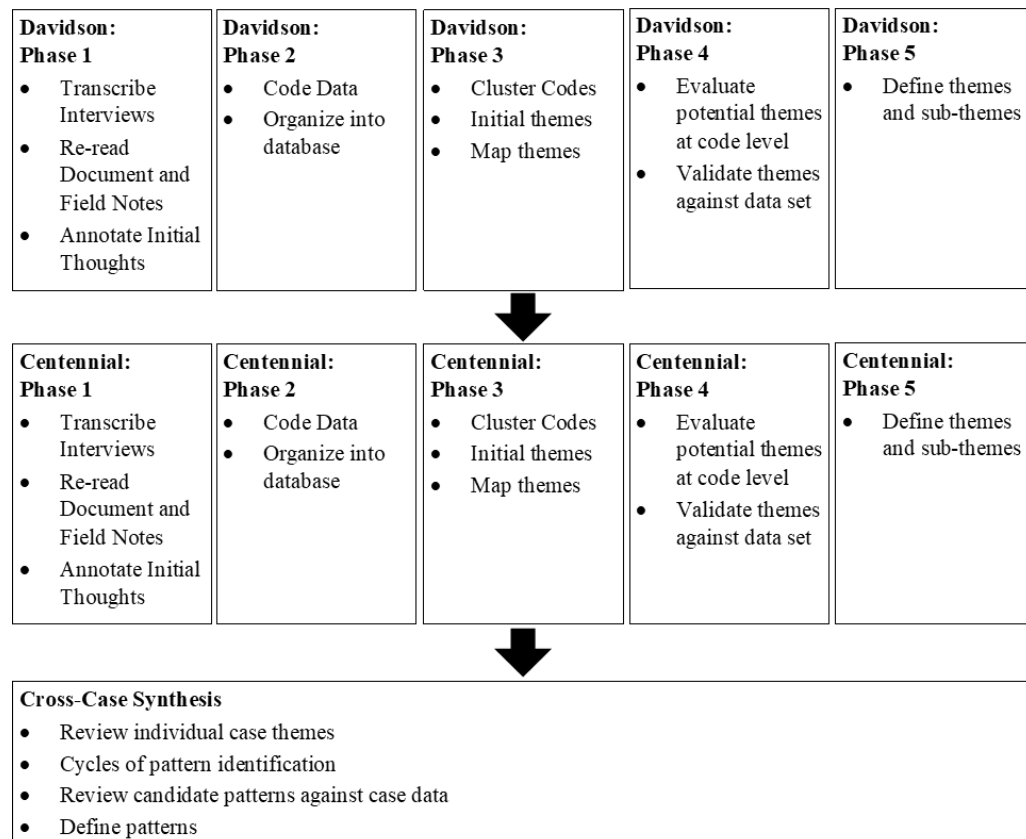 Davidson:
Phase 1
• Transcribe
Interviews
• Re-read
Document and
Field Notes
• Annotate Initial
Thoughts
Davidson:
Phase 2
• Code Data
• Organize into
database
Davidson:
Phase 3
• Cluster Codes
• Initial themes
• Map themes
Davidson:
Phase 4
• Evaluate
potential themes
at code level
• Validate themes
against data set
Davidson:
Phase 5
• Define themes
and sub-themes
Centennial:
Phase 1
• Transcribe
Interviews
• Re-read
Document and
Field Notes
• Annotate Initial
Thoughts
Centennial:
Phase 2
• Code Data
• Organize into
database
Centennial:
Phase 3
• Cluster Codes
• Initial themes
• Map themes
Centennial:
Phase 4
• Evaluate
potential themes
at code level
• Validate themes
against data set
Centennial:
Phase 5
• Define themes
and sub-themes
Cross-Case Synthesis
• Review individual case themes
• Cycles of pattern identification
• Review candidate patterns against case data
• Define patterns